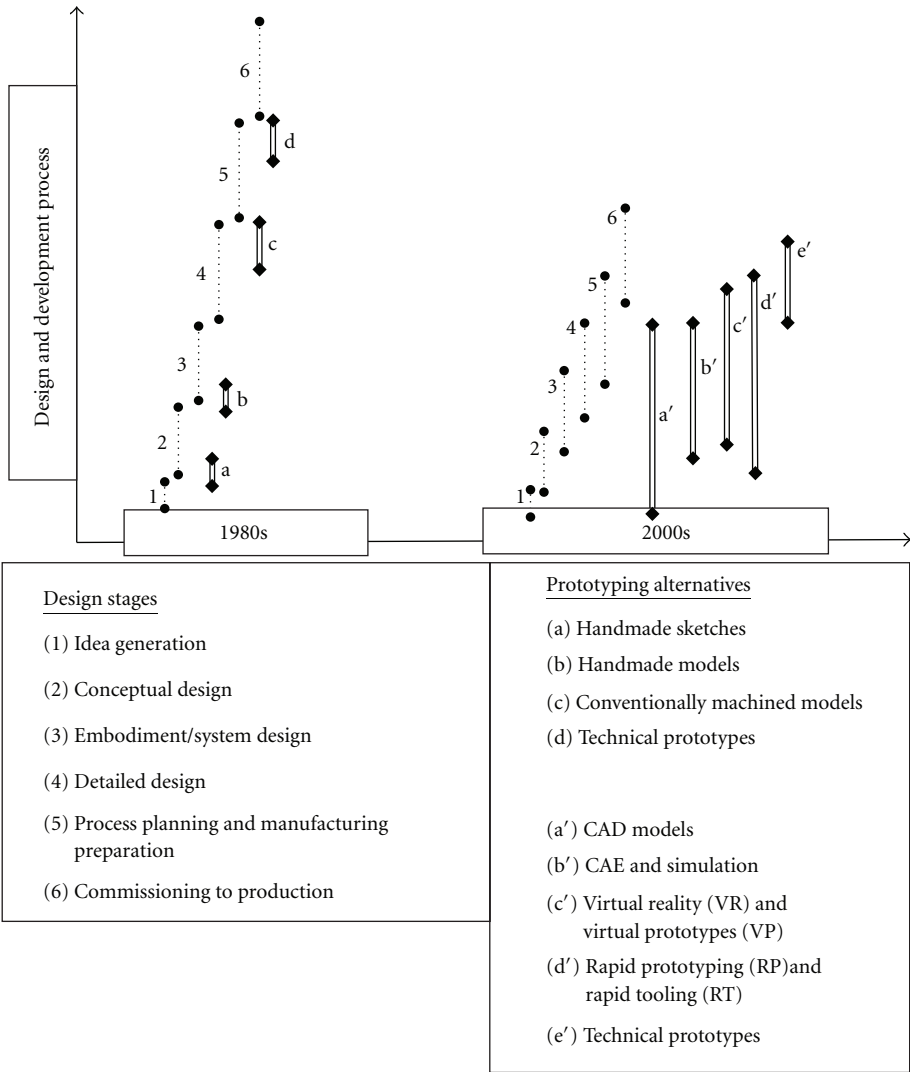 Design and development process
6
d
5
c
4
3
b
2
a
1
6
5
4
3
2
1
a′
b′
c′
d′
e′
1980s
2000s
Design stages
(1) Idea generation
(2) Conceptual design
(3) Embodiment/system design
(4) Detailed design
(5) Process planning and manufacturing
preparation
(6) Commissioning to production
Prototyping alternatives
(a) Handmade sketches
(b) Handmade models
(c) Conventionally machined models
(d) Technical prototypes
(a′) CAD models
(b′) CAE and simulation
(c′) Virtual reality (VR) and
virtual prototypes (VP)
(d′) Rapid prototyping (RP)and
rapid tooling (RT)
(e′) Technical prototypes